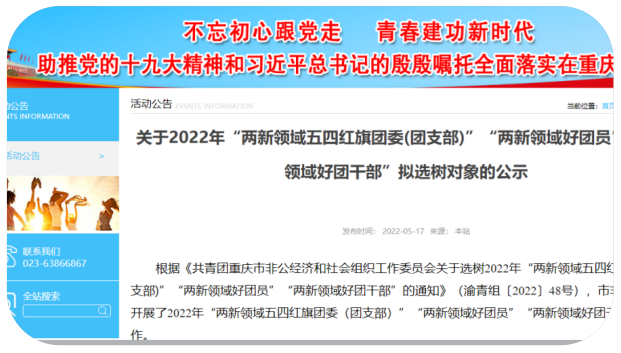 不忘初心跟党走 青春建功新时代
助推党的十九大精神和习近平总书记的殷殷嘱托全面落实在重庆
活动公告 EVENTS INFORMATION
当前位置：首页
动公告
NTS INFORMATION
活动公告 >
关于2022年“两新领域五四红旗团委(团支部)”“两新领域好团员”
领域好团干部”拟选树对象的公示
发布时间： 2022-05-17 来源： 本站
联系我们
023-63866867
全站搜索
根据《共青团重庆市非公经济和社会组织工作委员会关于选树2022年“两新领域五四红
支部)”“两新领域好团员”“两新领域好团干部”的通知》（渝青组〔2022〕48号），市非
开展了2022年“两新领域五四红旗团委（团支部）”“两新领域好团员”“两新领域好团干
作。